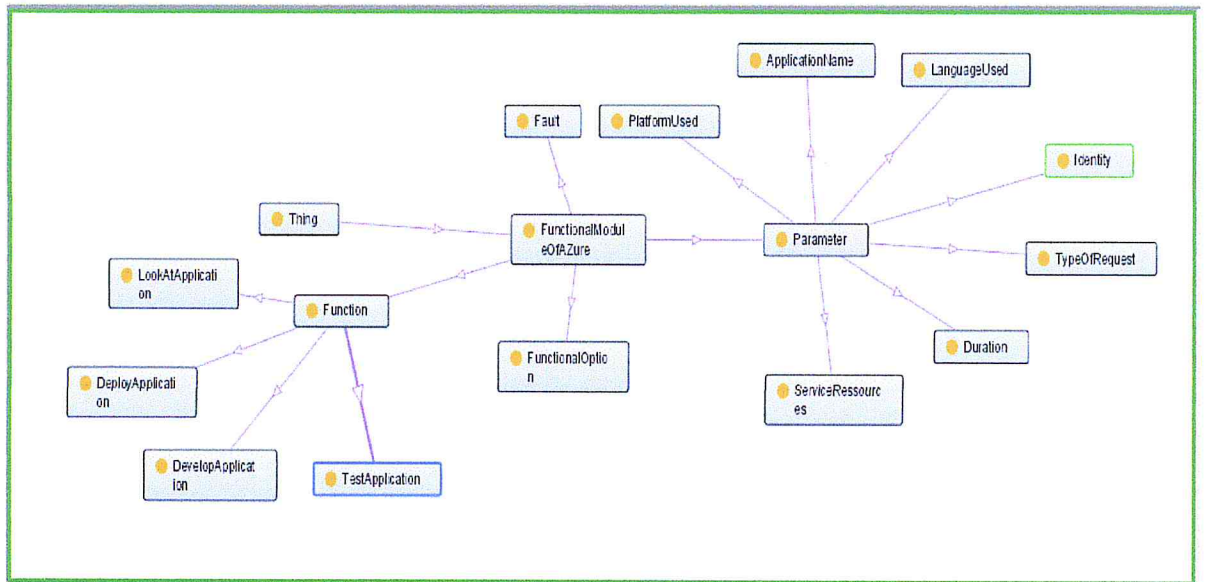 ApplicationName
LanguageUsed
Fault
PlatformUsed
Identity
Thing
FunctionalModul
eOfAZure
Parameter
TypeOfRequest
LookAtApplicati
on
Function
Duration
FunctionalOptio
n
DeployApplicati
on
ServiceRessourc
es
DevelopApplicat
ion
TestApplication